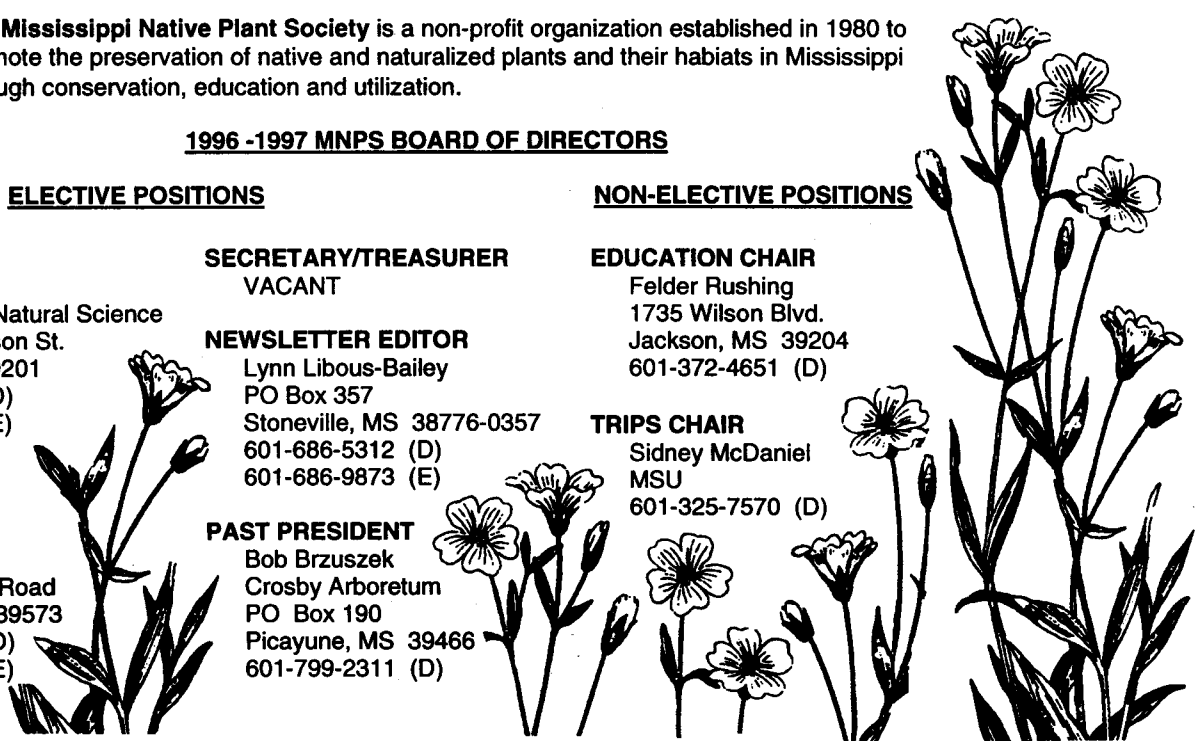 Mississippi Native Plant Society is a non-profit organization established in 1980 to
note the preservation of native and naturalized plants and their habiats in Mississippi
ugh conservation, education and utilization.
1996 -1997 MNPS BOARD OF DIRECTORS
ELECTIVE POSITIONS
Natural Science
on St.
201
D)
E)
Road
39573
D)
E)
SECRETARY/TREASURER
VACANT
NEWSLETTER EDITOR
Lynn Libous-Bailey
PO Box 357
Stoneville, MS 38776-0357
601-686-5312 (D)
601-686-9873 (E)
PAST PRESIDENT
Bob Brzuszek
Crosby Arboretum
PO Box 190
Picayune, MS 39466
601-799-2311 (D)
NON-ELECTIVE POSITIONS
EDUCATION CHAIR
Felder Rushing
1735 Wilson Blvd.
Jackson, MS 39204
601-372-4651 (D)
TRIPS CHAIR
Sidney McDaniel
MSU
601-325-7570 (D)